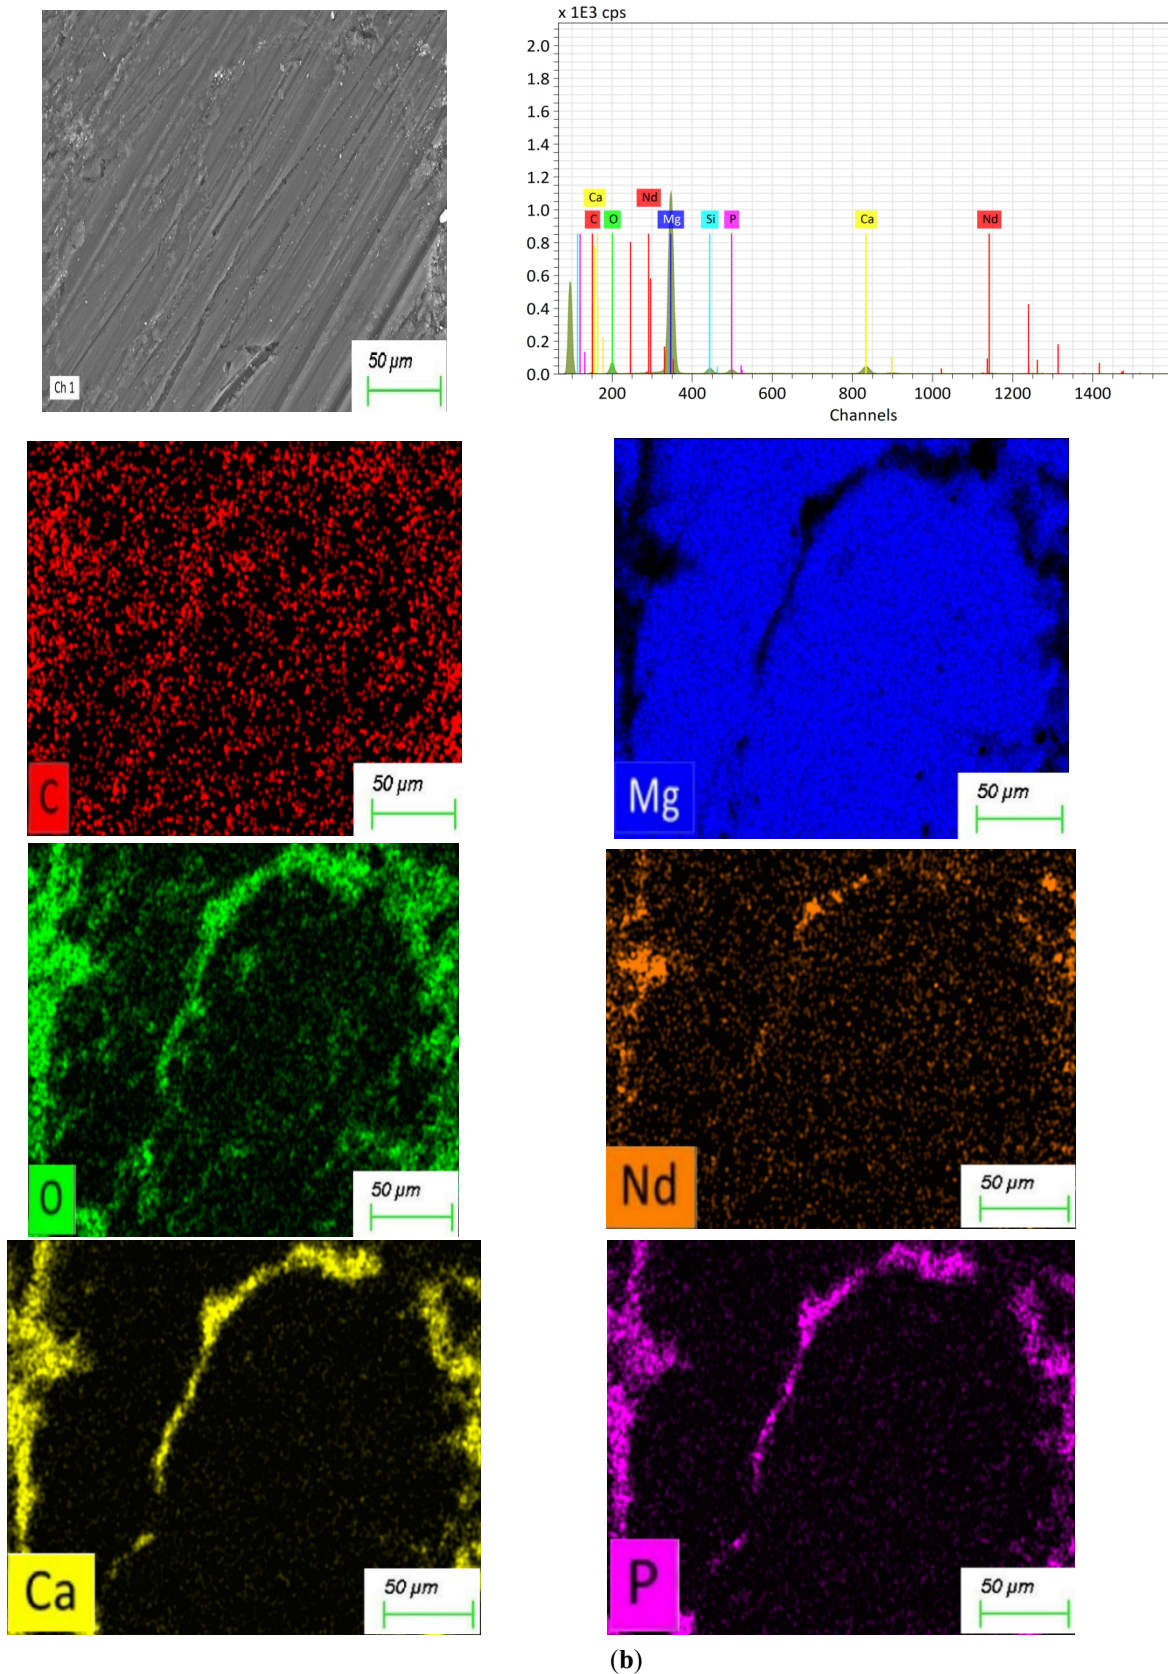 x 1E3 cps
2.0
1.8
1.6
1.4
1.2
1.0
0.8
0.6
0.4
0.2
0.0
Ca Nd
C O Mg Si P Ca Nd
200 400 600 800 1000 1200 1400
Channels
Ch 1
50 µm
C
50 µm
Mg
50 µm
O
50 µm
Nd
50 µm
Ca
50 µm
P
50 µm
(b)